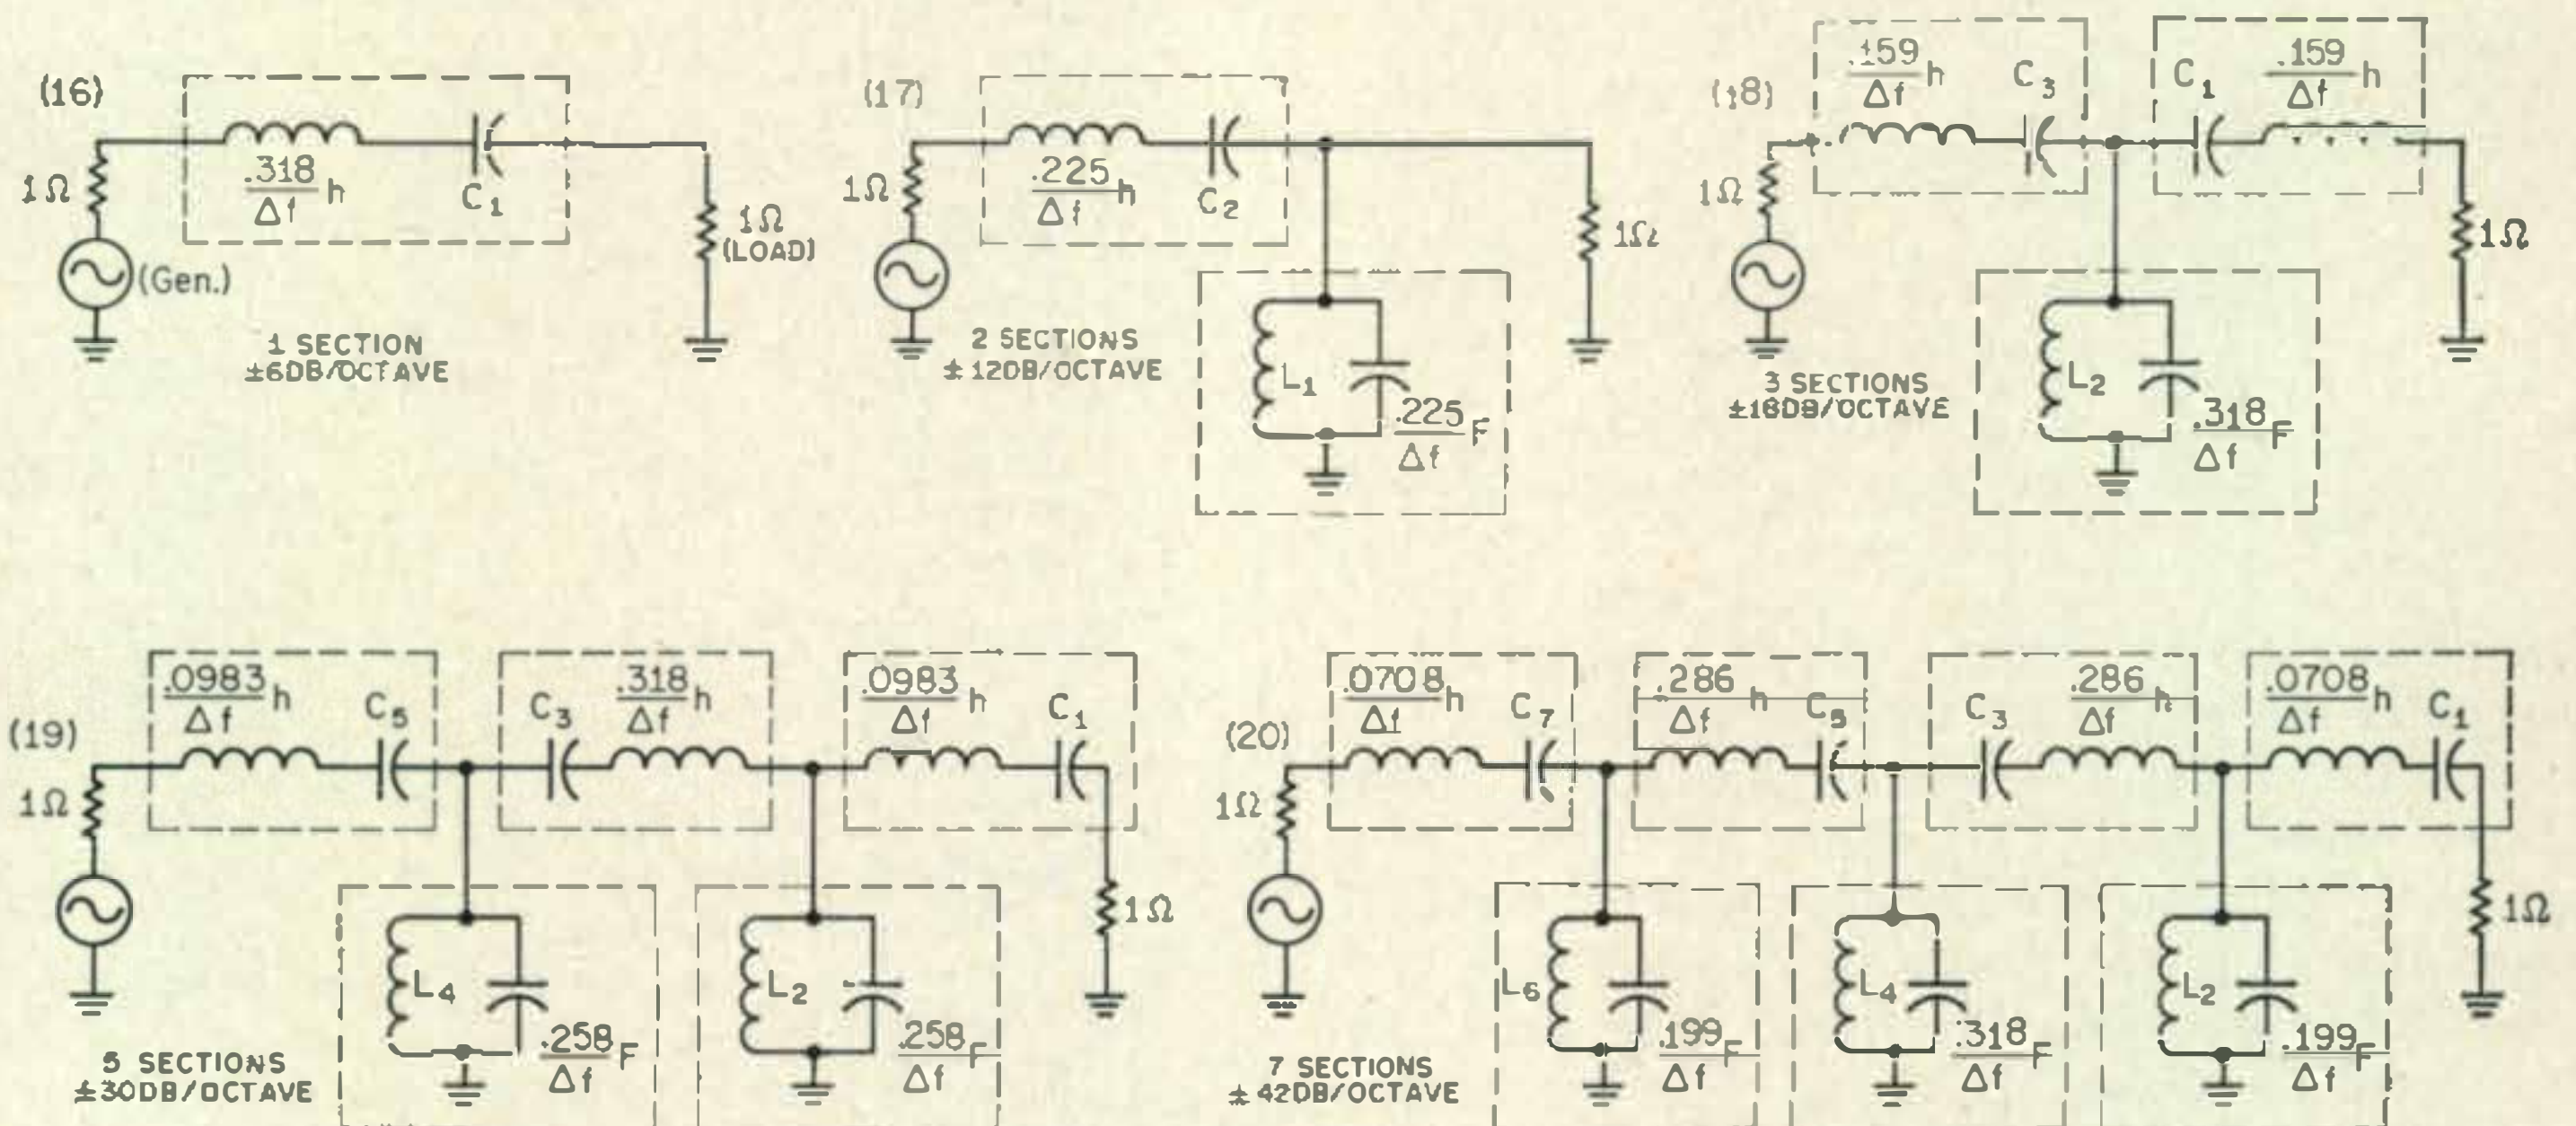 (16)
1Ω
.318/Δf h
C1
1Ω
(LOAD)
(Gen.)
1 SECTION
±6DB/OCTAVE
(17)
1Ω
.225/Δf h
C2
1Ω
L1
.225/Δf F
2 SECTIONS
±12DB/OCTAVE
(18)
1Ω
.159/Δf h
C3
C1
.159/Δf h
1Ω
L2
.318/Δf F
3 SECTIONS
±18DB/OCTAVE
(19)
1Ω
.0983/Δf h
C5
C3
.318/Δf h
.0983/Δf h
C1
1Ω
L4
.258/Δf F
L2
.258/Δf F
5 SECTIONS
±30DB/OCTAVE
(20)
1Ω
.0708/Δf h
C7
.286/Δf h
C5
C3
.286/Δf h
.0708/Δf h
C1
1Ω
L6
.199/Δf F
L4
.318/Δf F
L2
.199/Δf F
7 SECTIONS
±42DB/OCTAVE